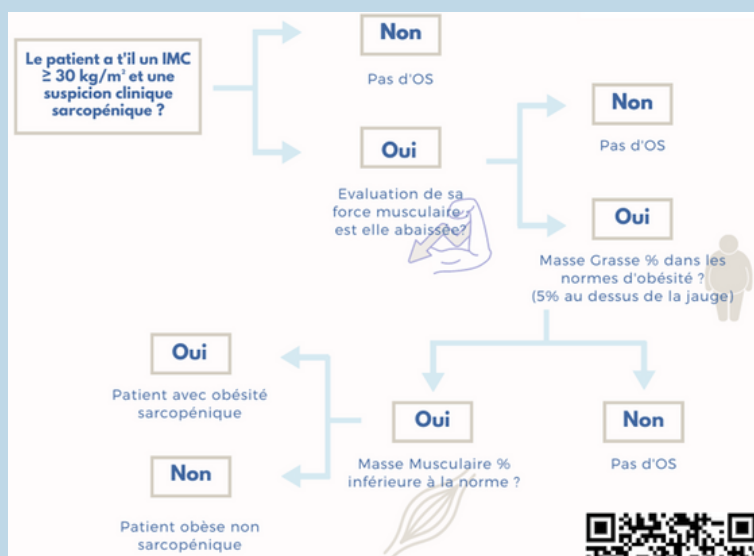 Le patient a t'il un IMC
≥ 30 kg/m² et une
suspicion clinique
sarcopénique ?
Non
Pas d'OS
Oui
Evaluation de sa
force musculaire :
est elle abaissée?
Non
Pas d'OS
Oui
Masse Grasse % dans les
normes d'obésité ?
(5% au dessus de la jauge)
Oui
Patient avec obésité
sarcopénique
Non
Patient obèse non
sarcopénique
Oui
Masse Musculaire %
inférieure à la norme ?
Non
Pas d'OS